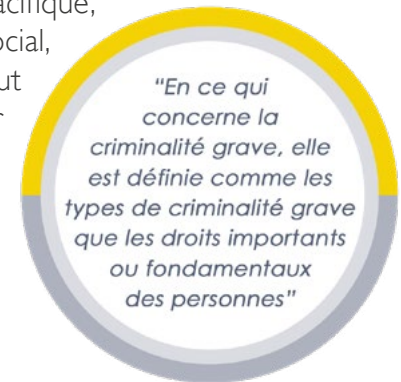 acifique,
ocial,
ut
"En ce qui
concerne la
criminalité grave, elle
est définie comme les
types de criminalité grave
que les droits importants
ou fondamentaux
des personnes"